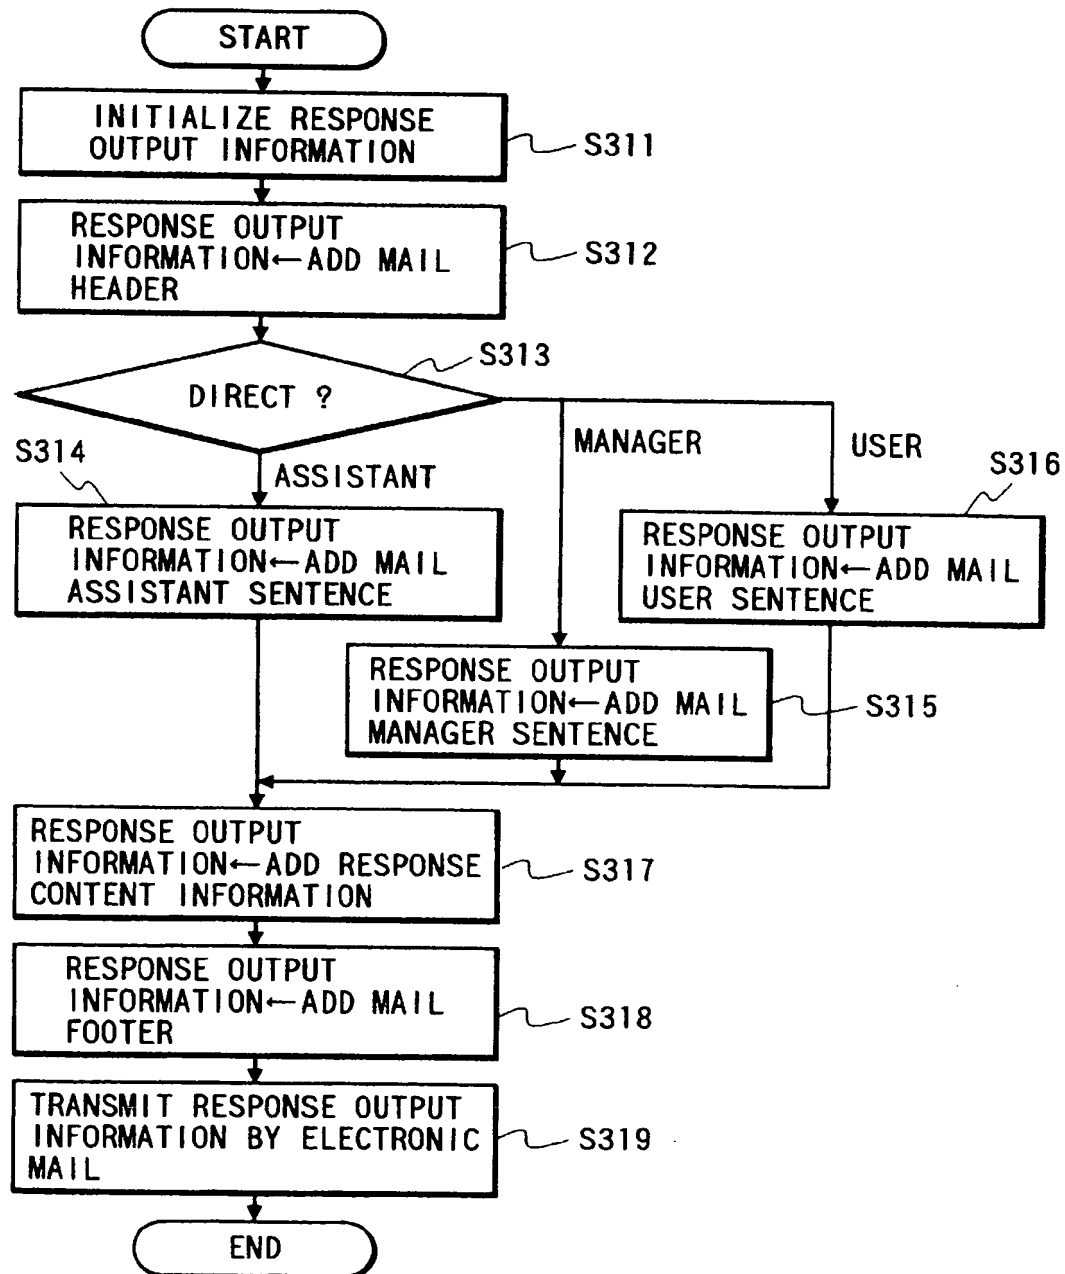 START
INITIALIZE RESPONSE
OUTPUT INFORMATION
S311
RESPONSE OUTPUT
INFORMATION←ADD MAIL
HEADER
S312
DIRECT ?
S313
MANAGER
USER
ASSISTANT
S314
RESPONSE OUTPUT
INFORMATION←ADD MAIL
ASSISTANT SENTENCE
S316
RESPONSE OUTPUT
INFORMATION←ADD MAIL
USER SENTENCE
RESPONSE OUTPUT
INFORMATION←ADD MAIL
MANAGER SENTENCE
S315
RESPONSE OUTPUT
INFORMATION←ADD RESPONSE
CONTENT INFORMATION
S317
RESPONSE OUTPUT
INFORMATION←ADD MAIL
FOOTER
S318
TRANSMIT RESPONSE OUTPUT
INFORMATION BY ELECTRONIC
MAIL
S319
END